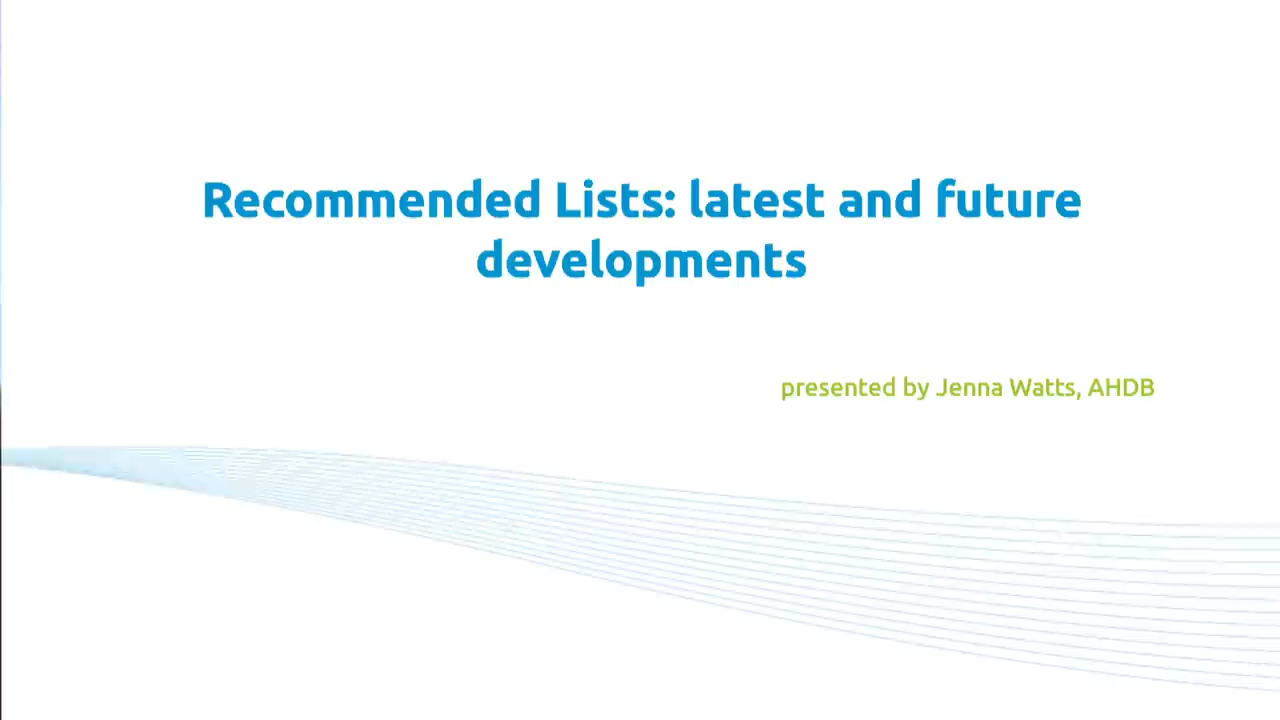 Recommended Lists: latest and future
developments
presented by Jenna Watts, AHDB